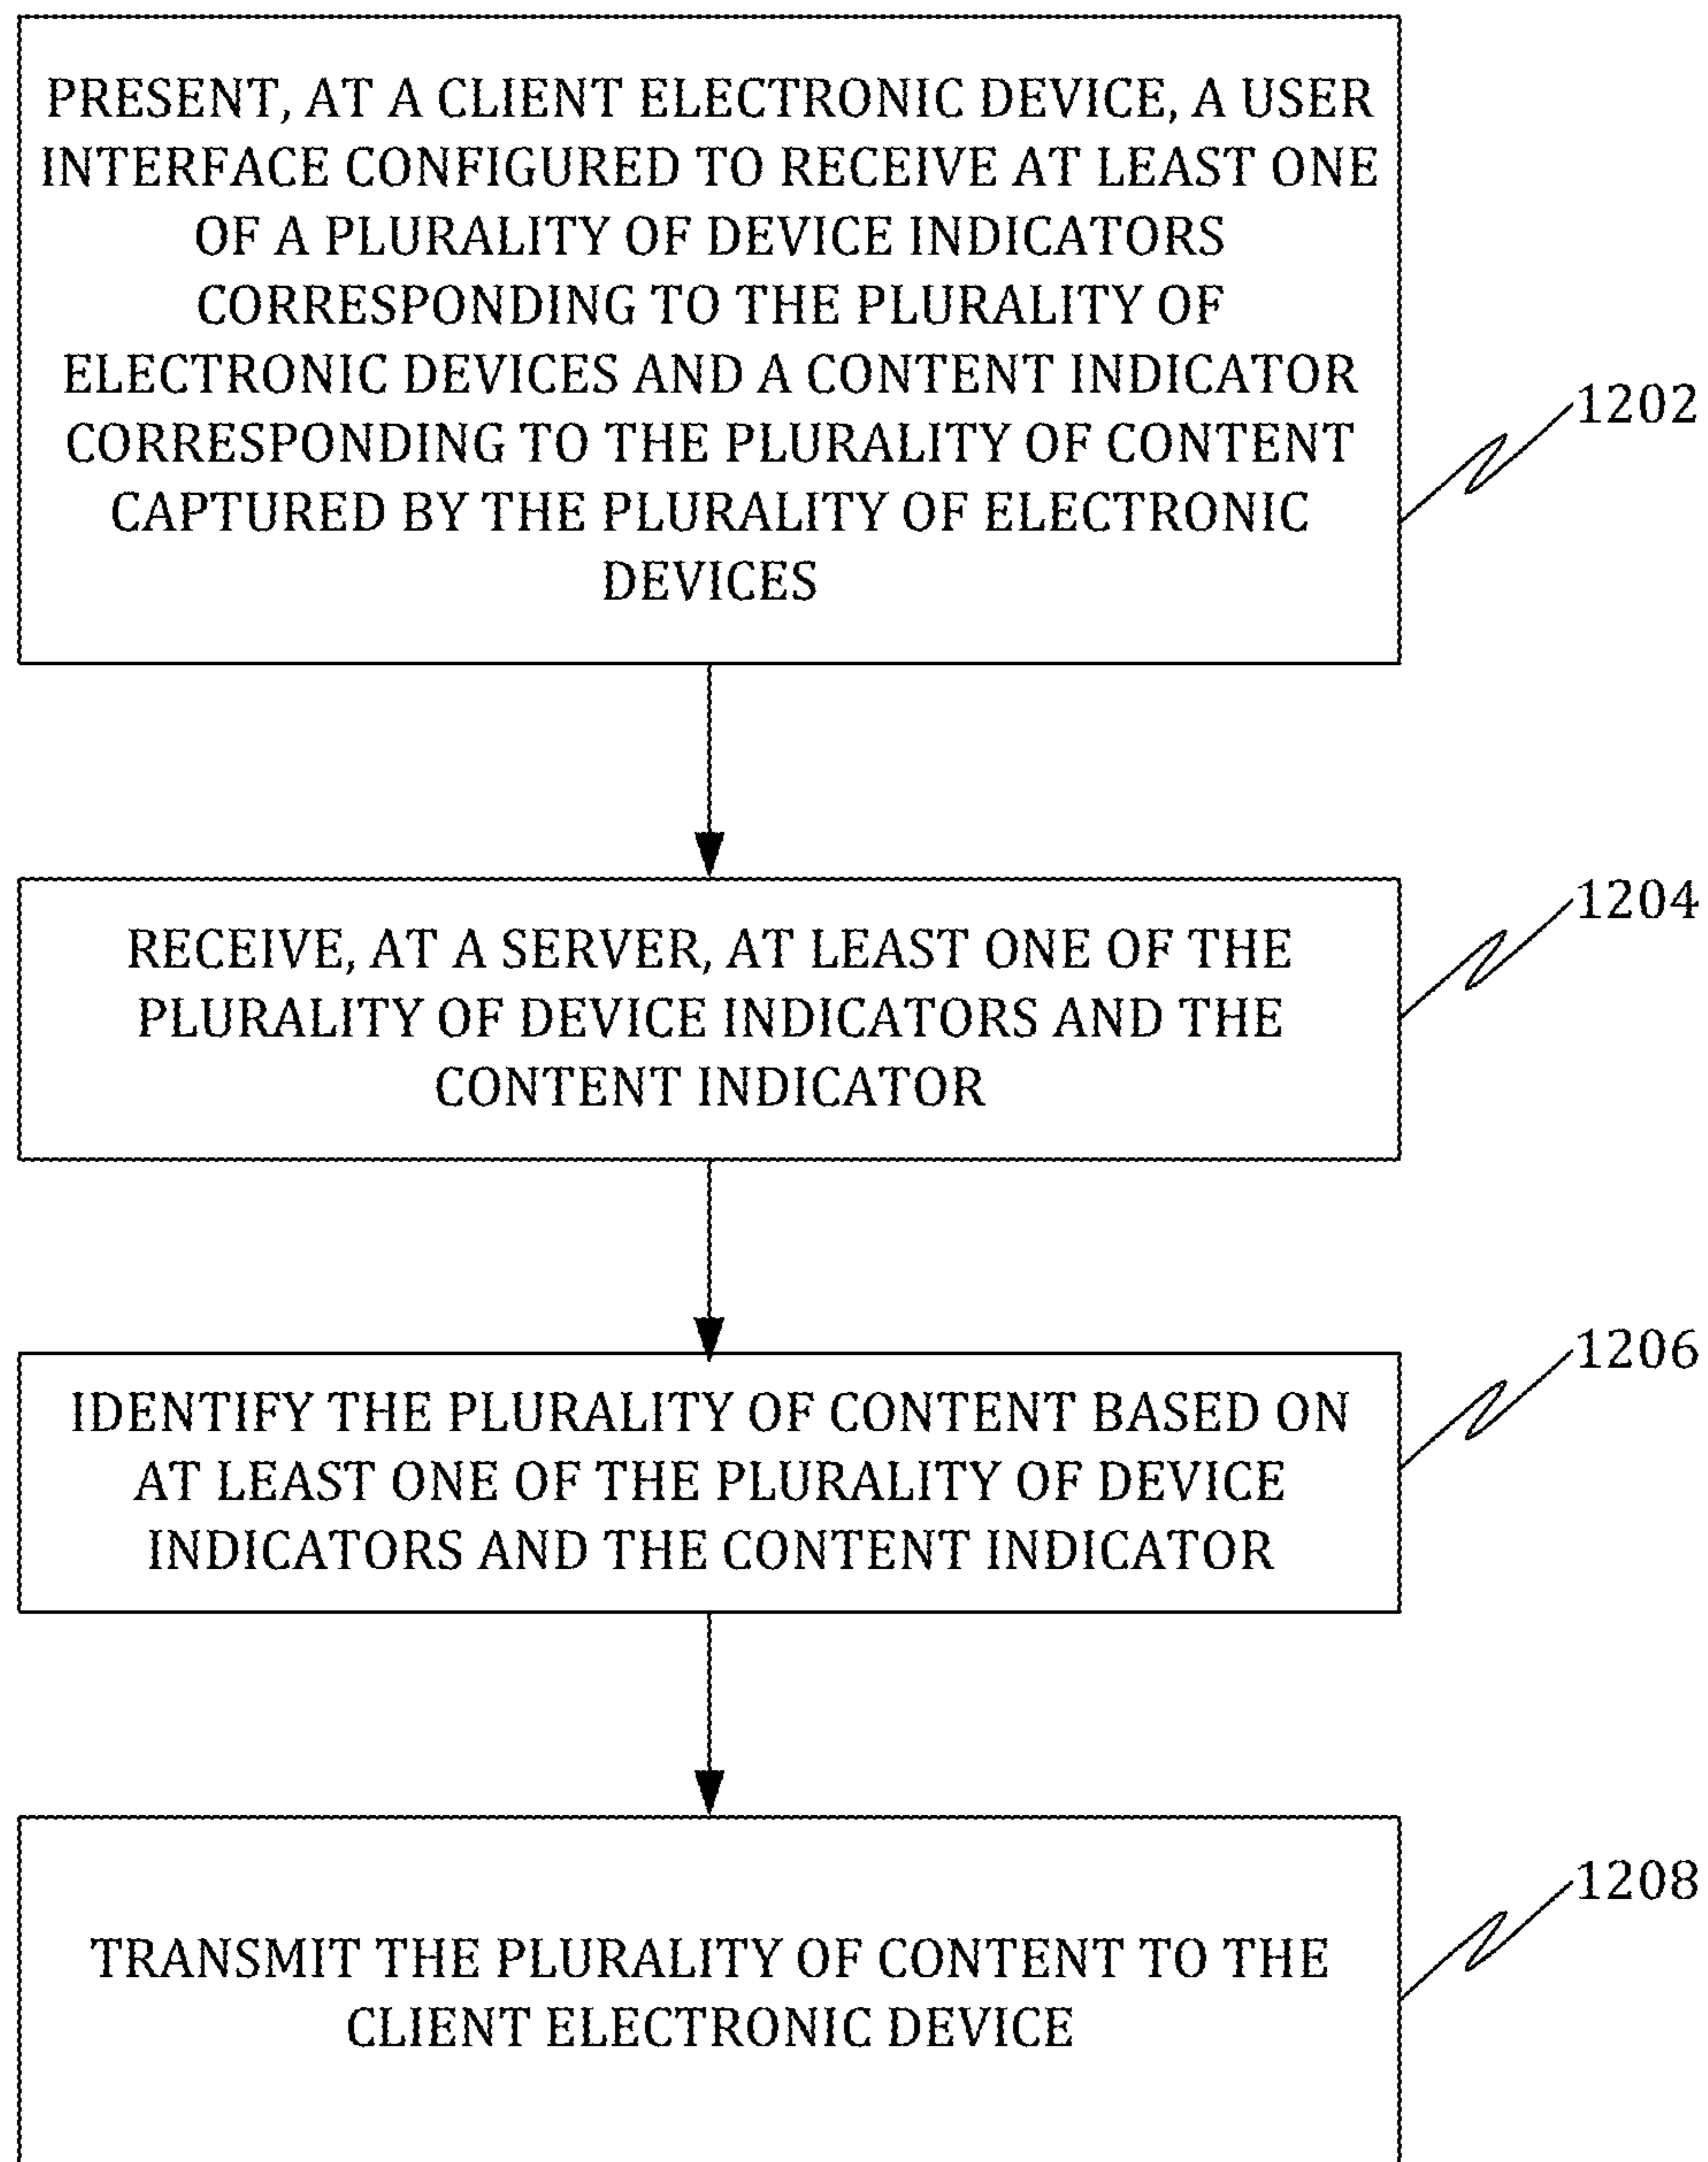 PRESENT, AT A CLIENT ELECTRONIC DEVICE, A USER
INTERFACE CONFIGURED TO RECEIVE AT LEAST ONE
OF A PLURALITY OF DEVICE INDICATORS
CORRESPONDING TO THE PLURALITY OF
ELECTRONIC DEVICES AND A CONTENT INDICATOR
CORRESPONDING TO THE PLURALITY OF CONTENT
CAPTURED BY THE PLURALITY OF ELECTRONIC
DEVICES
1202
RECEIVE, AT A SERVER, AT LEAST ONE OF THE
PLURALITY OF DEVICE INDICATORS AND THE
CONTENT INDICATOR
1204
IDENTIFY THE PLURALITY OF CONTENT BASED ON
AT LEAST ONE OF THE PLURALITY OF DEVICE
INDICATORS AND THE CONTENT INDICATOR
1206
TRANSMIT THE PLURALITY OF CONTENT TO THE
CLIENT ELECTRONIC DEVICE
1208